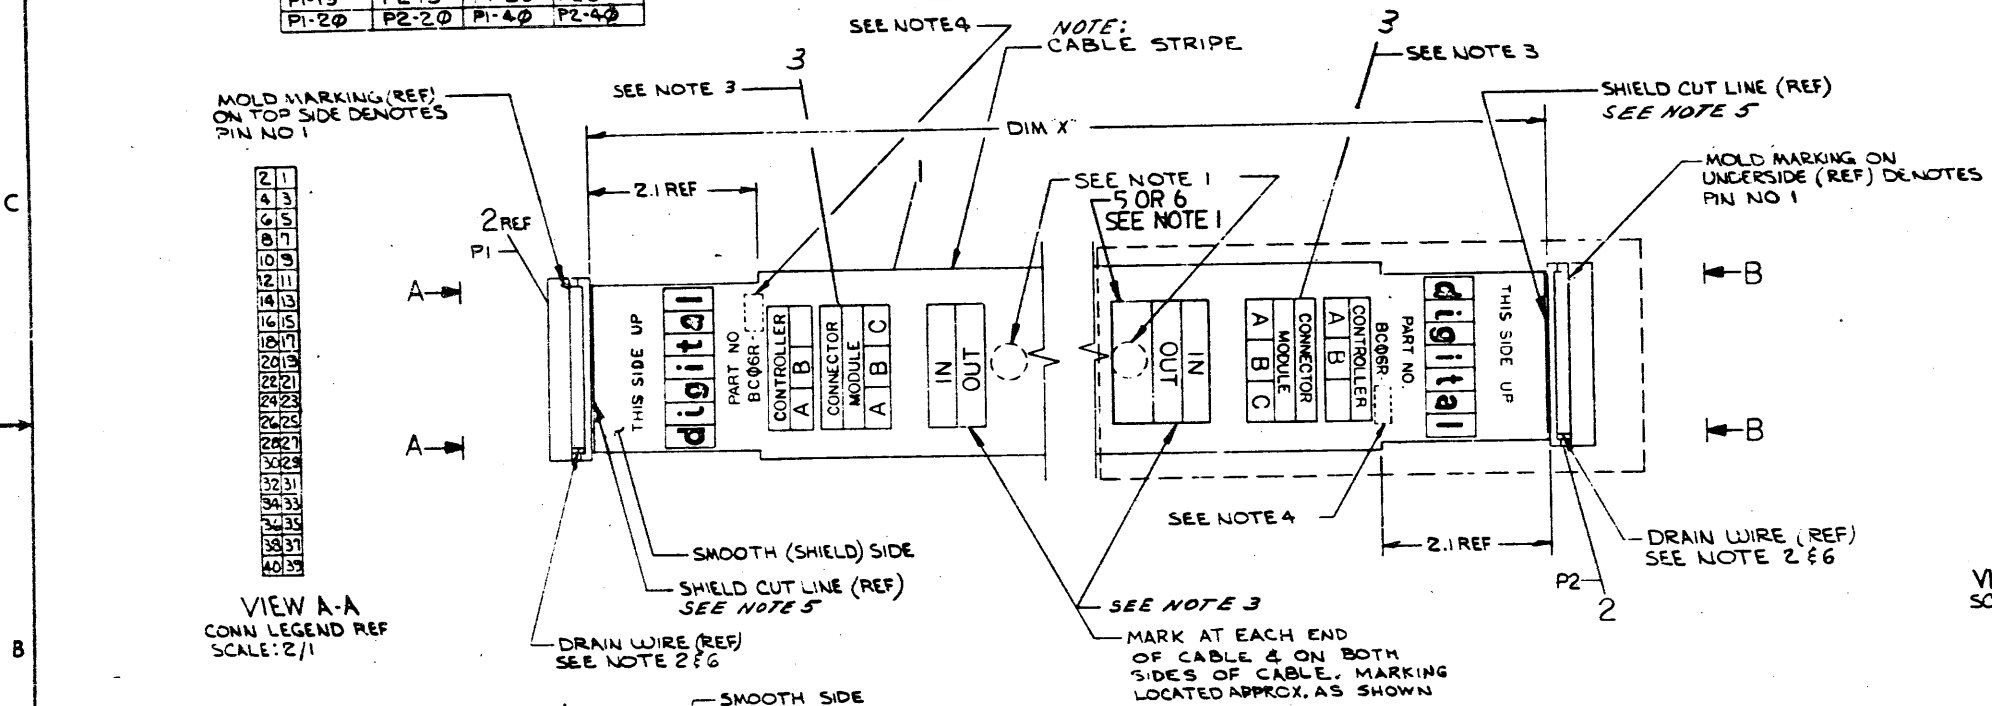 P1-20 P2-20 P1-40 P2-40
SEE NOTE 4
NOTE:
CABLE STRIPE
3
SEE NOTE 3
3
SEE NOTE 3
MOLD MARKING (REF)
ON TOP SIDE DENOTES
PIN NO 1
DIM "X"
SHIELD CUT LINE (REF)
SEE NOTE 5
MOLD MARKING ON
UNDERSIDE (REF) DENOTES
PIN NO 1
C
2 1
4 3
6 5
8 7
10 9
12 11
14 13
16 15
18 17
20 19
22 21
24 23
26 25
28 27
30 29
32 31
34 33
36 35
38 37
40 39
VIEW A-A
CONN LEGEND REF
SCALE: 2/1
2.1 REF
1
SEE NOTE 1
5 OR 6
SEE NOTE 1
2 REF
P1
A
A
B
B
THIS SIDE UP
digital
PART NO
BC06R-
CONTROLLER
A B
CONNECTOR
MODULE
A B C
IN
OUT
IN
OUT
CONNECTOR
MODULE
A B C
CONTROLLER
A B
BC06R-
PART NO.
digital
THIS SIDE UP
SEE NOTE 4
2.1 REF
DRAIN WIRE (REF)
SEE NOTE 2 & 6
P2
2
SMOOTH (SHIELD) SIDE
SHIELD CUT LINE (REF)
SEE NOTE 5
DRAIN WIRE (REF)
SEE NOTE 2 & 6
SEE NOTE 3
MARK AT EACH END
OF CABLE & ON BOTH
SIDES OF CABLE. MARKING
LOCATED APPROX. AS SHOWN
B
SMOOTH SIDE